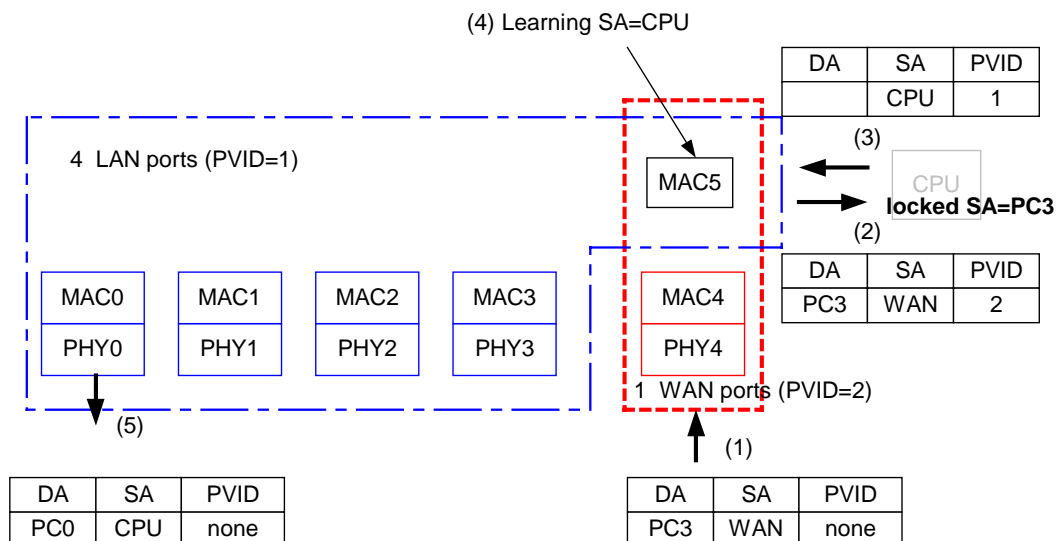 (4) Learning SA=CPU
DA SA PVID
CPU 1
(3)
4 LAN ports (PVID=1)
MAC5
CPU
locked SA=PC3
(2)
DA SA PVID
PC3 WAN 2
MAC0 MAC1 MAC2 MAC3 MAC4
PHY0 PHY1 PHY2 PHY3 PHY4
1 WAN ports (PVID=2)
(5)
(1)
DA SA PVID
PC0 CPU none
DA SA PVID
PC3 WAN none